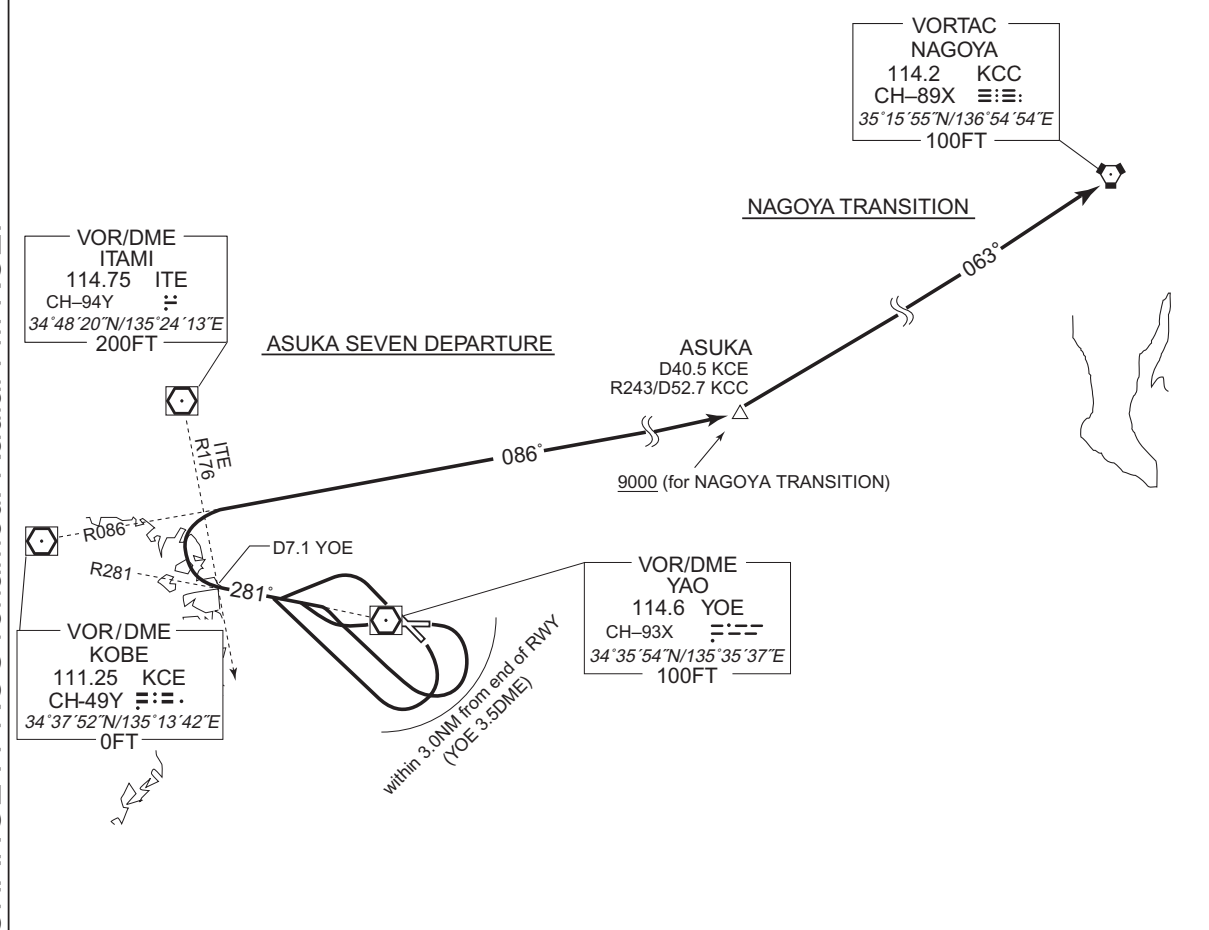 VORTAC
NAGOYA
114.2 KCC
CH–89X
35˚15´55˝N/136˚54´54˝E
100FT
NAGOYA TRANSITION
063˚
VOR/DME
ITAMI
114.75 ITE
CH–94Y
34˚48´20˝N/135˚24´13˝E
200FT
ASUKA SEVEN DEPARTURE
ASUKA
D40.5 KCE
R243/D52.7 KCC
ITE
R176
086˚
9000 (for NAGOYA TRANSITION)
R086
D7.1 YOE
R281
281˚
VOR/DME
YAO
114.6 YOE
CH–93X
34˚35´54˝N/135˚35´37˝E
100FT
VOR/DME
KOBE
111.25 KCE
CH-49Y
34˚37´52˝N/135˚13´42˝E
0FT
within 3.0NM from end of RWY
(YOE 3.5DME)